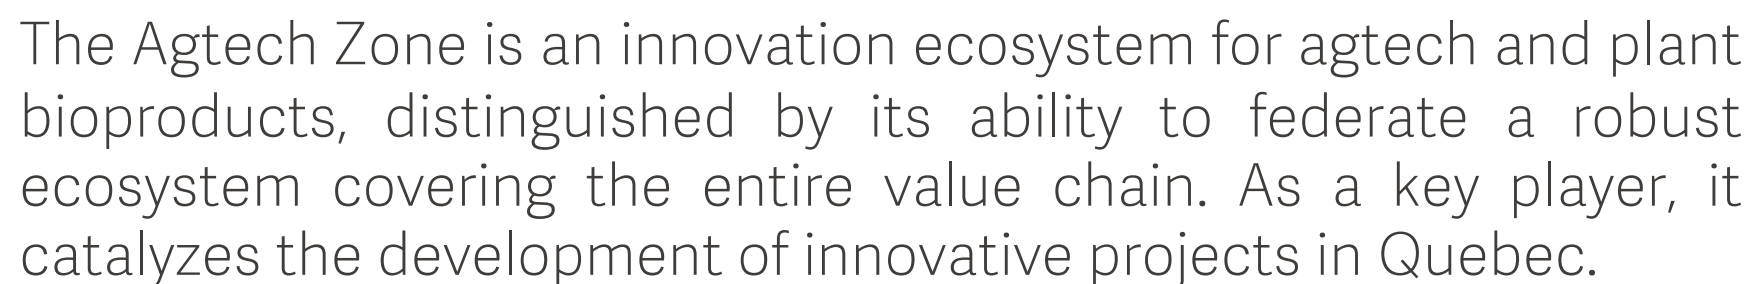 The Agtech Zone is an innovation ecosystem for agtech and plant
bioproducts, distinguished by its ability to federate a robust
ecosystem covering the entire value chain. As a key player, it
catalyzes the development of innovative projects in Quebec.